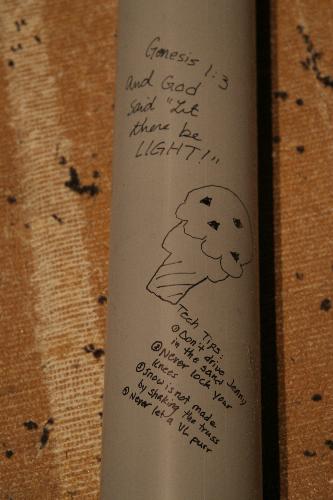 Genesis 1:3
and God
said "Let
there be
LIGHT!"
Tech Tips:
① Don't drive Jenny
in the sand
② Never lock your
knees
③ Snow is not made
by shaking the truss
④ Never let a VL purr